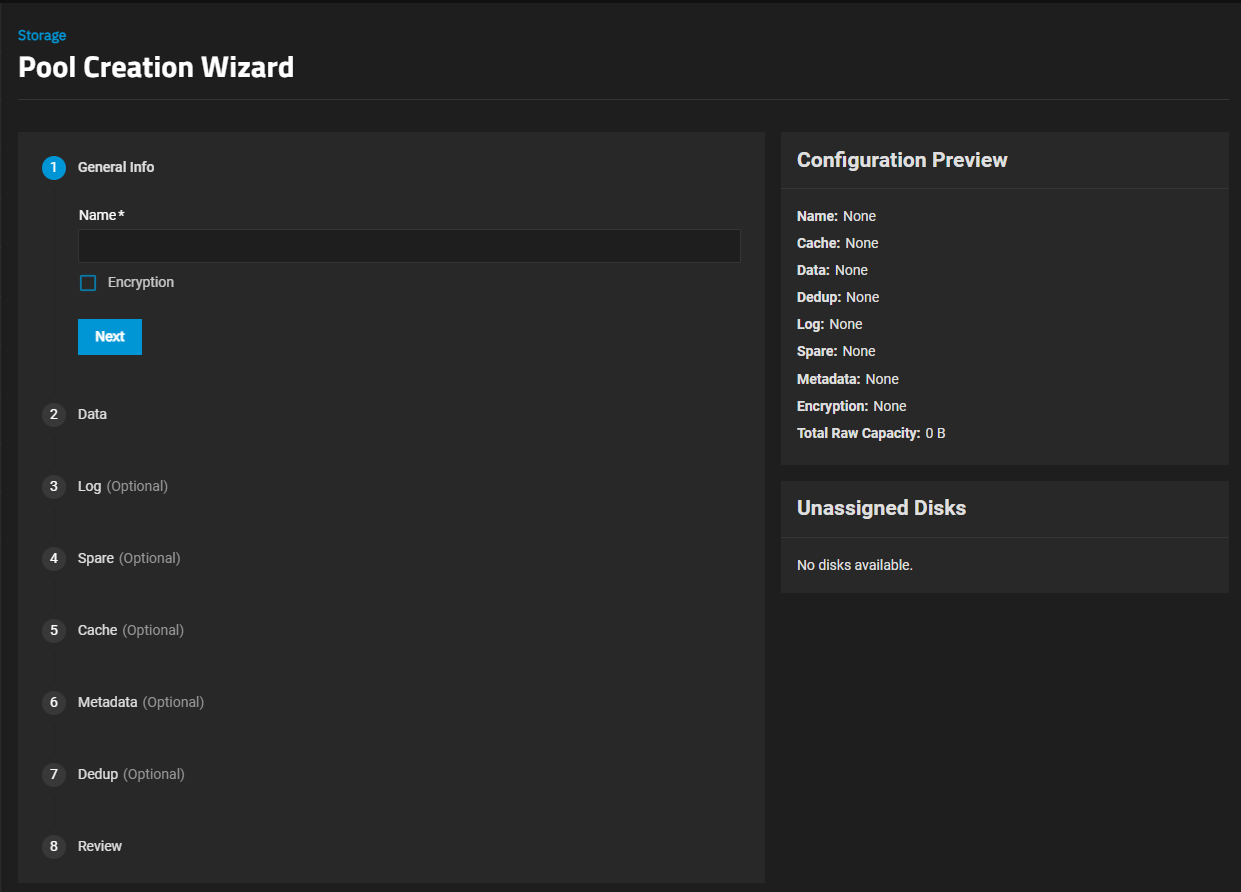 Storage
Pool Creation Wizard
1 General Info
Name*
Encryption
Next
2 Data
3 Log (Optional)
4 Spare (Optional)
5 Cache (Optional)
6 Metadata (Optional)
7 Dedup (Optional)
8 Review
Configuration Preview
Name: None
Cache: None
Data: None
Dedup: None
Log: None
Spare: None
Metadata: None
Encryption: None
Total Raw Capacity: 0 B
Unassigned Disks
No disks available.